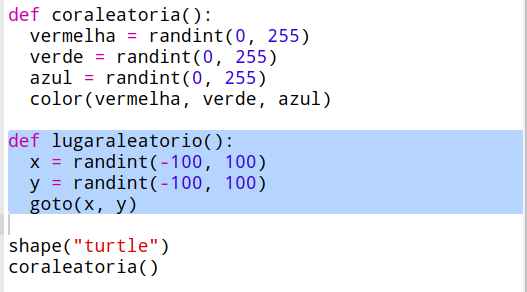 def coraleatoria():
  vermelha = randint(0, 255)
  verde = randint(0, 255)
  azul = randint(0, 255)
  color(vermelha, verde, azul)

def lugaraleatorio():
  x = randint(-100, 100)
  y = randint(-100, 100)
  goto(x, y)

shape("turtle")
coraleatoria()